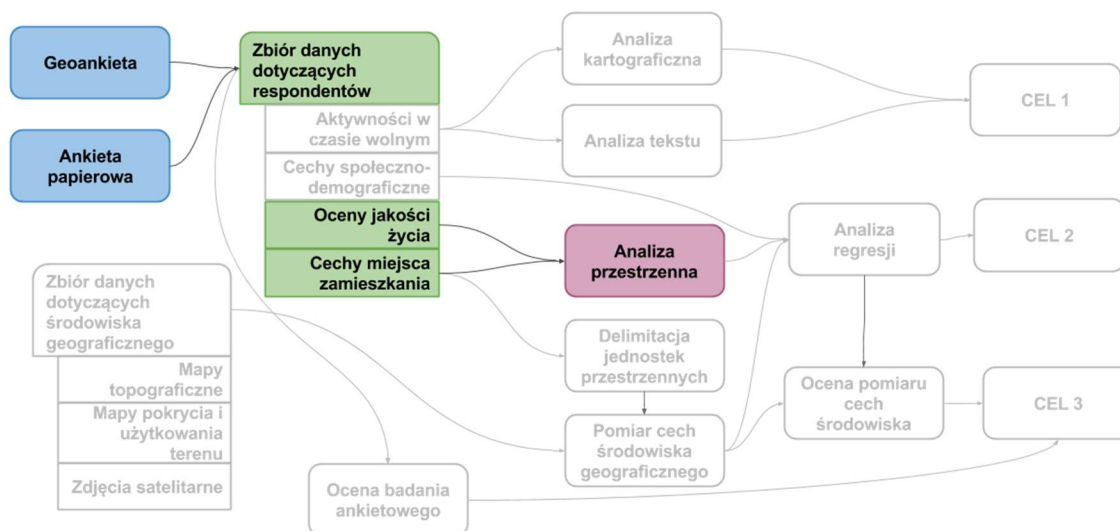 Geoankieta
Ankieta
papierowa
Zbiór danych
dotyczących
respondentów
Aktywności w
czasie wolnym
Cechy społeczno-
demograficzne
Oceny jakości
życia
Cechy miejsca
zamieszkania
Zbiór danych
dotyczących
środowiska
geograficznego
Mapy
topograficzne
Mapy pokrycia i
użytkowania
terenu
Zdjęcia satelitarne
Ocena badania
ankietowego
Analiza
kartograficzna
Analiza tekstu
Analiza
przestrzenna
Delimitacja
jednostek
przestrzennych
Pomiar cech
środowiska
geograficznego
Analiza
regresji
Ocena pomiaru
cech
środowiska
CEL 1
CEL 2
CEL 3